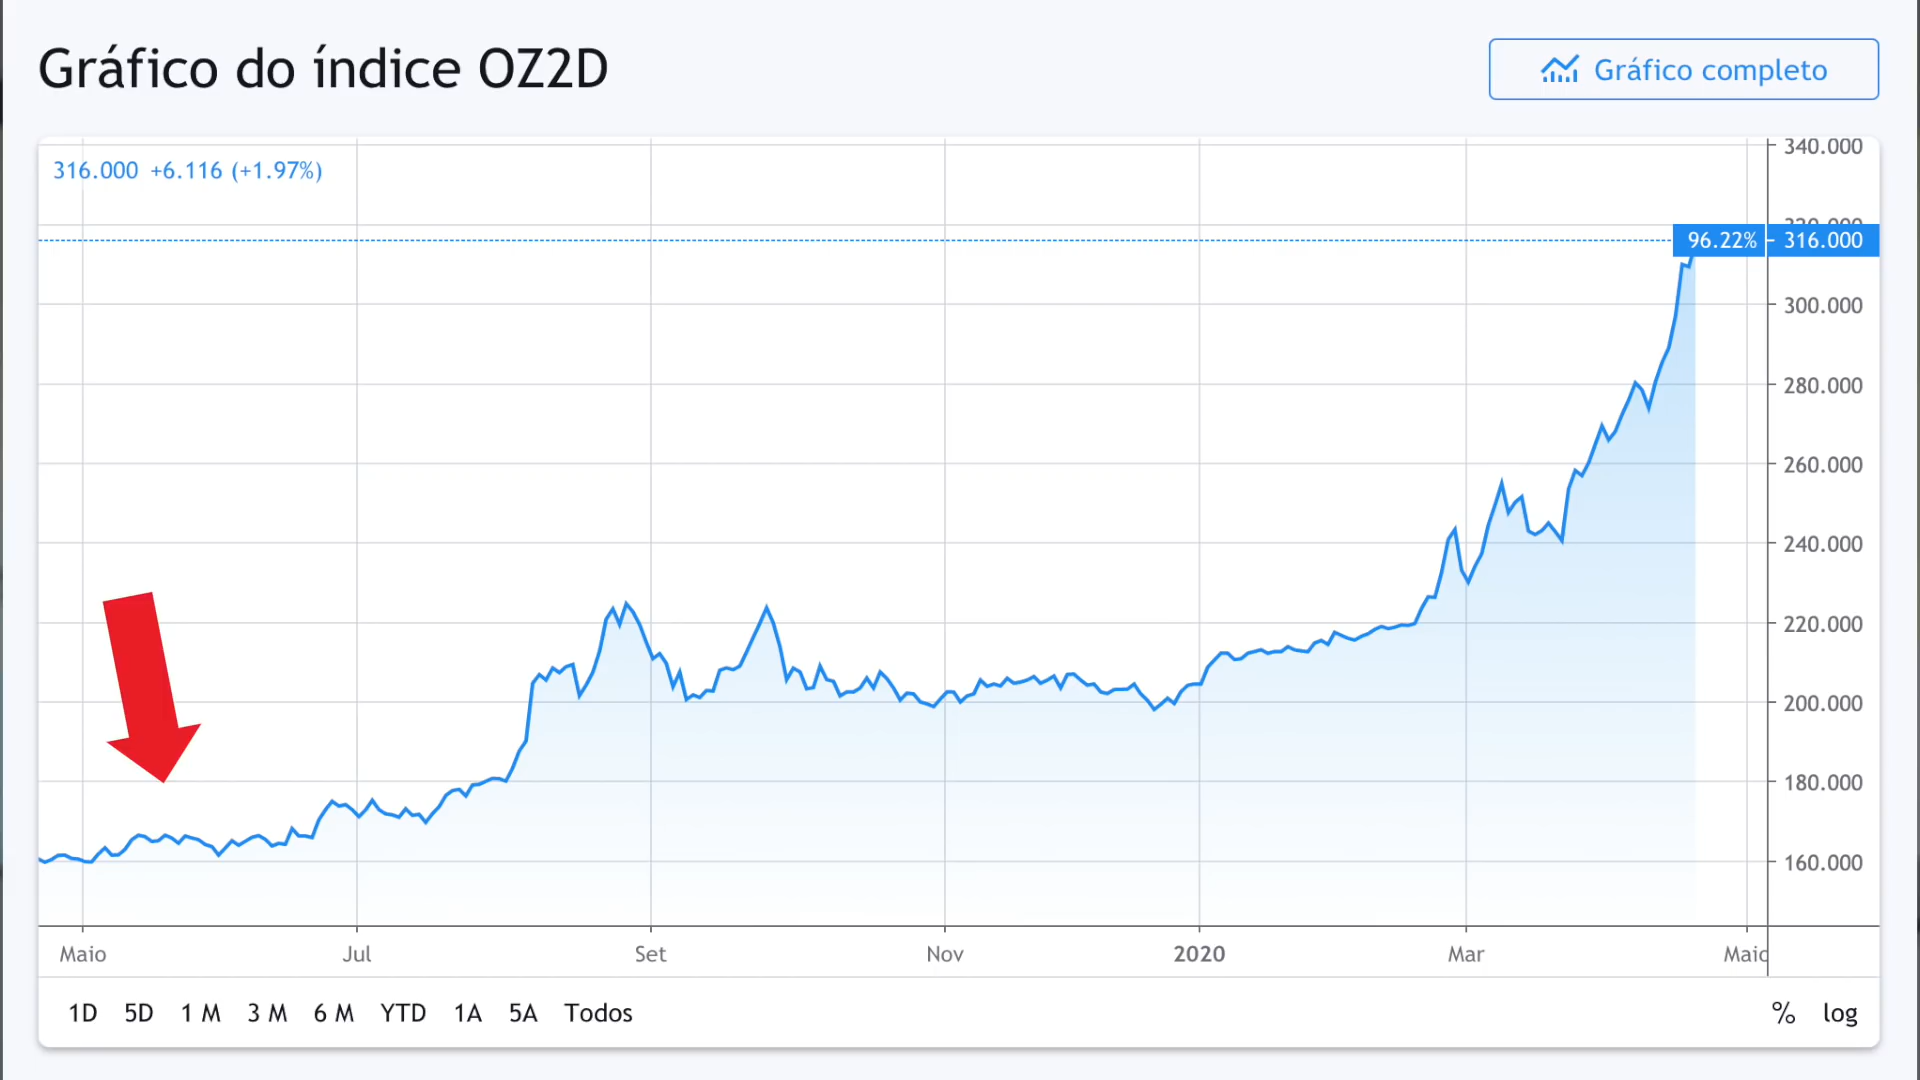 Gráfico do índice OZ2D
Gráfico completo
316.000 +6.116 (+1.97%)
340.000
96.22%
316.000
300.000
280.000
260.000
240.000
220.000
200.000
180.000
160.000
Maio Jul Set Nov 2020 Mar Maio
1D 5D 1 M 3 M 6 M YTD 1A 5A Todos % log